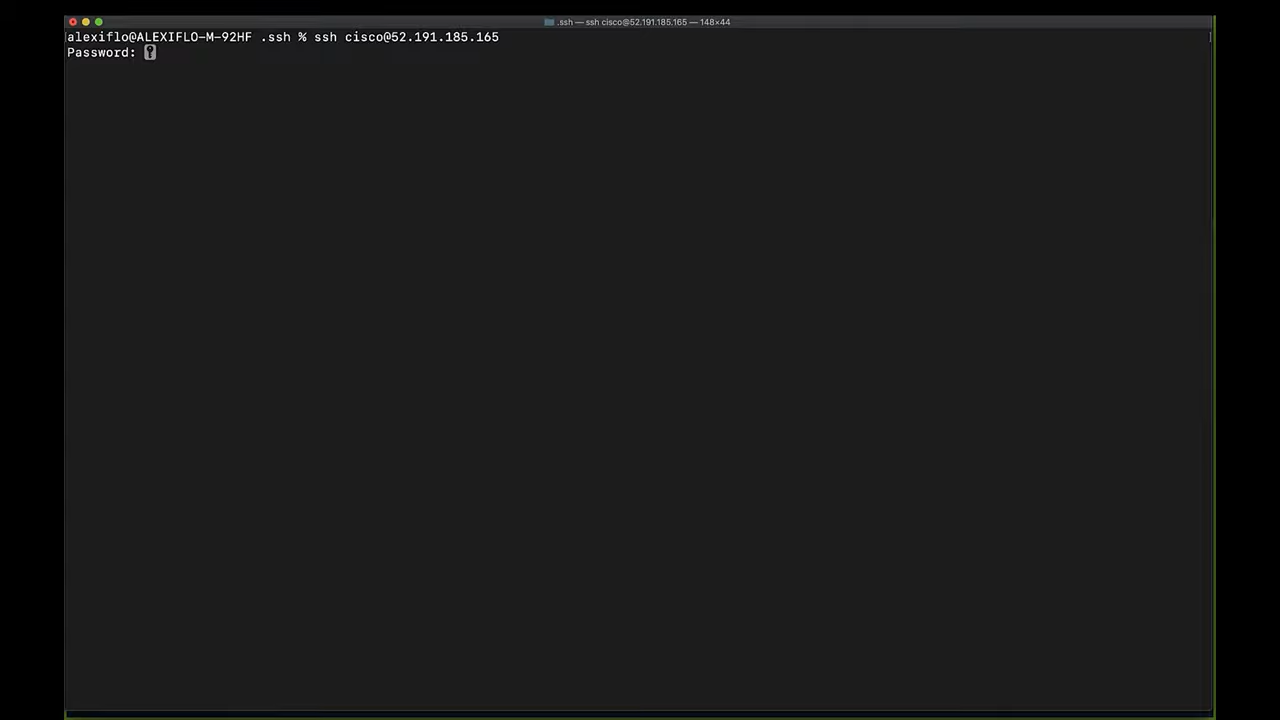 .ssh — ssh cisco@52.191.185.165 — 148×44
alexiflo@ALEXIFLO-M-92HF .ssh % ssh cisco@52.191.185.165
Password: